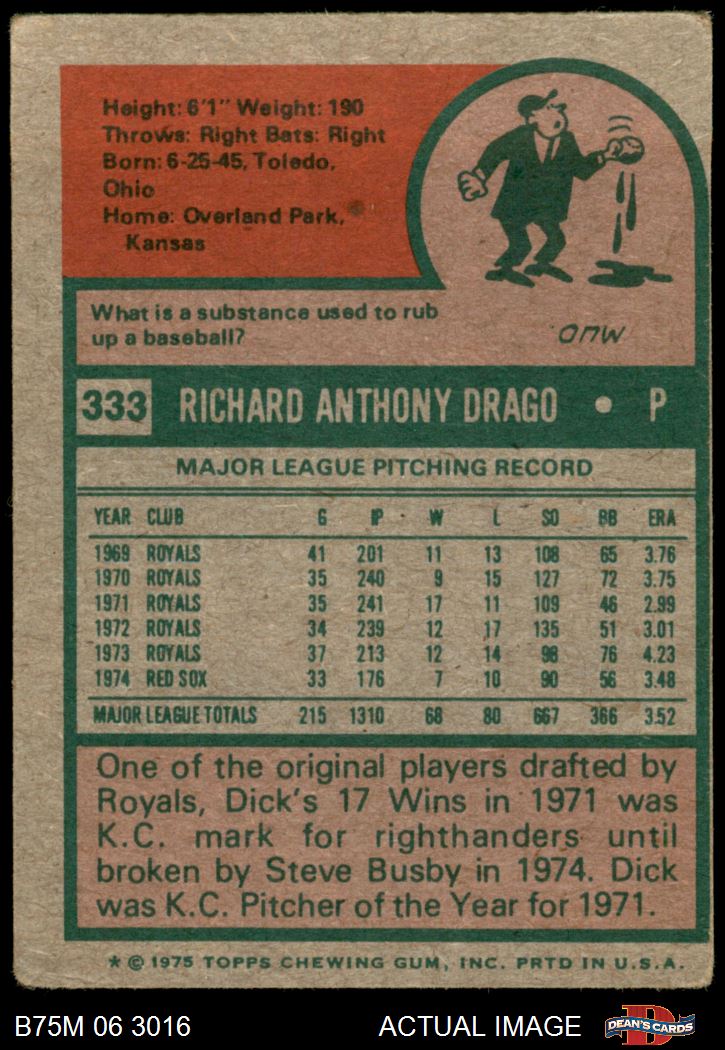 Height: 6'1" Weight: 190
Throws: Right Bats: Right
Born: 6-25-45, Toledo,
Ohio
Home: Overland Park,
Kansas
What is a substance used to rub
up a baseball?
MUD
333 RICHARD ANTHONY DRAGO • P
MAJOR LEAGUE PITCHING RECORD
YEAR CLUB G IP W L SO BB ERA
1969 ROYALS 41 201 11 13 108 65 3.76
1970 ROYALS 35 240 9 15 127 72 3.75
1971 ROYALS 35 241 17 11 109 46 2.99
1972 ROYALS 34 239 12 17 135 51 3.01
1973 ROYALS 37 213 12 14 98 76 4.23
1974 RED SOX 33 176 7 10 90 56 3.48
MAJOR LEAGUE TOTALS 215 1310 68 80 667 366 3.52
One of the original players drafted by
Royals, Dick's 17 Wins in 1971 was
K.C. mark for righthanders until
broken by Steve Busby in 1974. Dick
was K.C. Pitcher of the Year for 1971.
* © 1975 TOPPS CHEWING GUM, INC. PRTD IN U.S.A.
B75M 06 3016 ACTUAL IMAGE DEAN'S CARDS